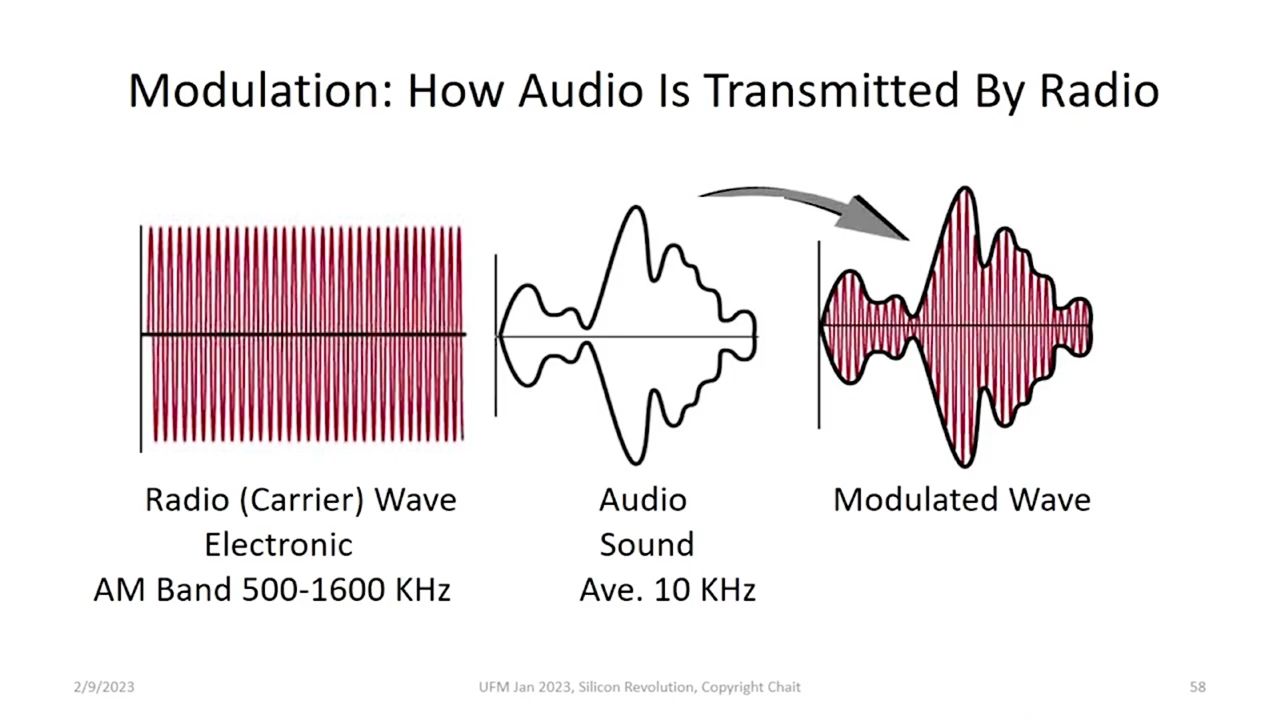 Modulation: How Audio Is Transmitted By Radio
Radio (Carrier) Wave
Electronic
AM Band 500-1600 KHz
Audio
Sound
Ave. 10 KHz
Modulated Wave
2/9/2023
UFM Jan 2023, Silicon Revolution, Copyright Chait
58